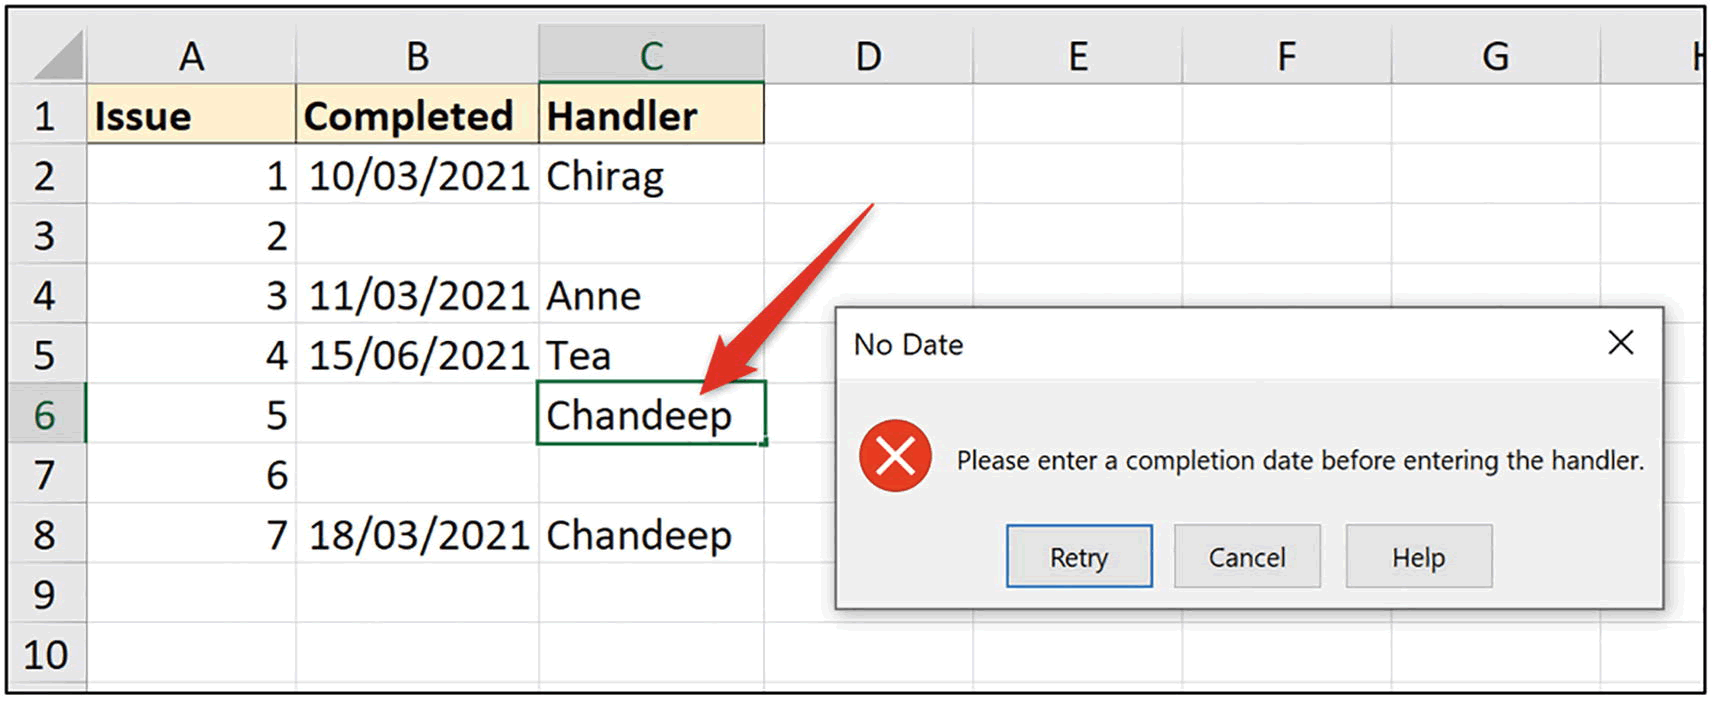 A B C D E F G
1 Issue Completed Handler
2 1 10/03/2021 Chirag
3 2
4 3 11/03/2021 Anne
5 4 15/06/2021 Tea
6 5 Chandeep
7 6
8 7 18/03/2021 Chandeep
9
10
No Date
Please enter a completion date before entering the handler.
Retry Cancel Help